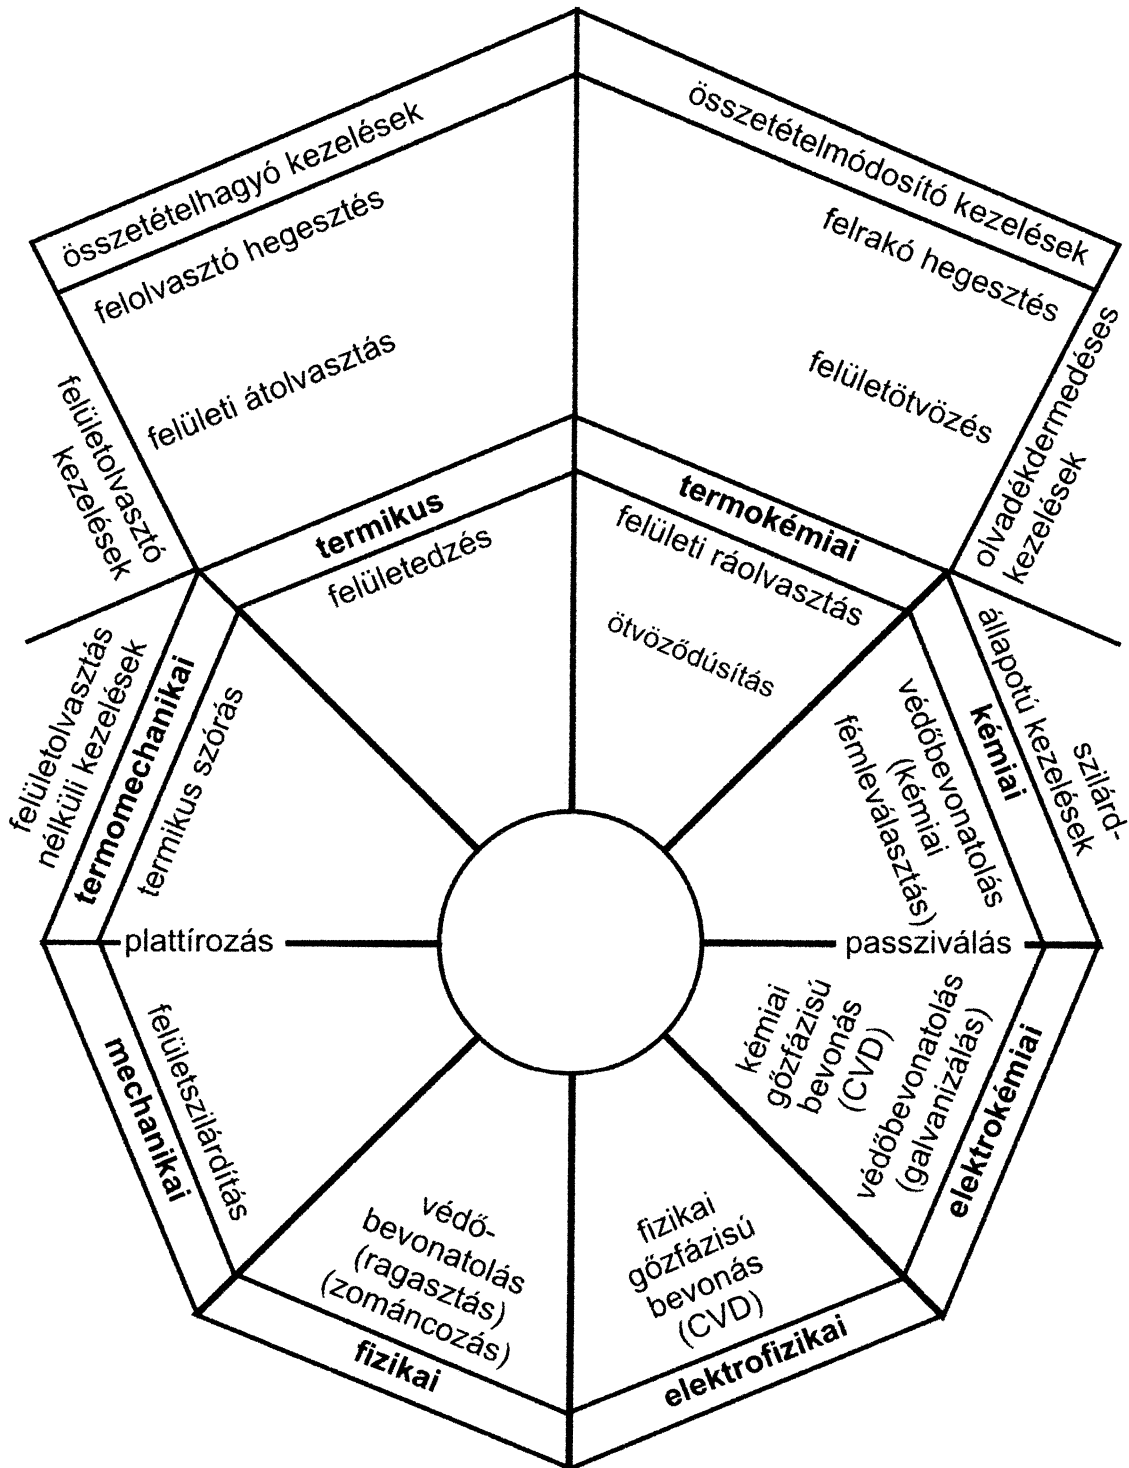 összetételhagyó kezelések
összetételmódosító kezelések
felolvasztó hegesztés
felrakó hegesztés
felületi átolvasztás
felületötvözés
felületolvasztó
kezelések
olvadékdermedéses
kezelések
termikus
termokémiai
felületedzés
felületi ráolvasztás
ötvöződúsítás
felületolvasztás
nélküli kezelések
termomechanikai
termikus szórás
védőbevonatolás
(kémiai
fémleválasztás)
kémiai
szilárd-
állapotú kezelések
plattírozás
passziválás
mechanikai
felületszilárdítás
kémiai
gőzfázisú
bevonás
(CVD)
védőbevonatolás
(galvanizálás)
elektrokémiai
védő-
bevonatolás
(ragasztás)
(zománcozás)
fizikai
fizikai
gőzfázisú
bevonás
(CVD)
elektrofizikai